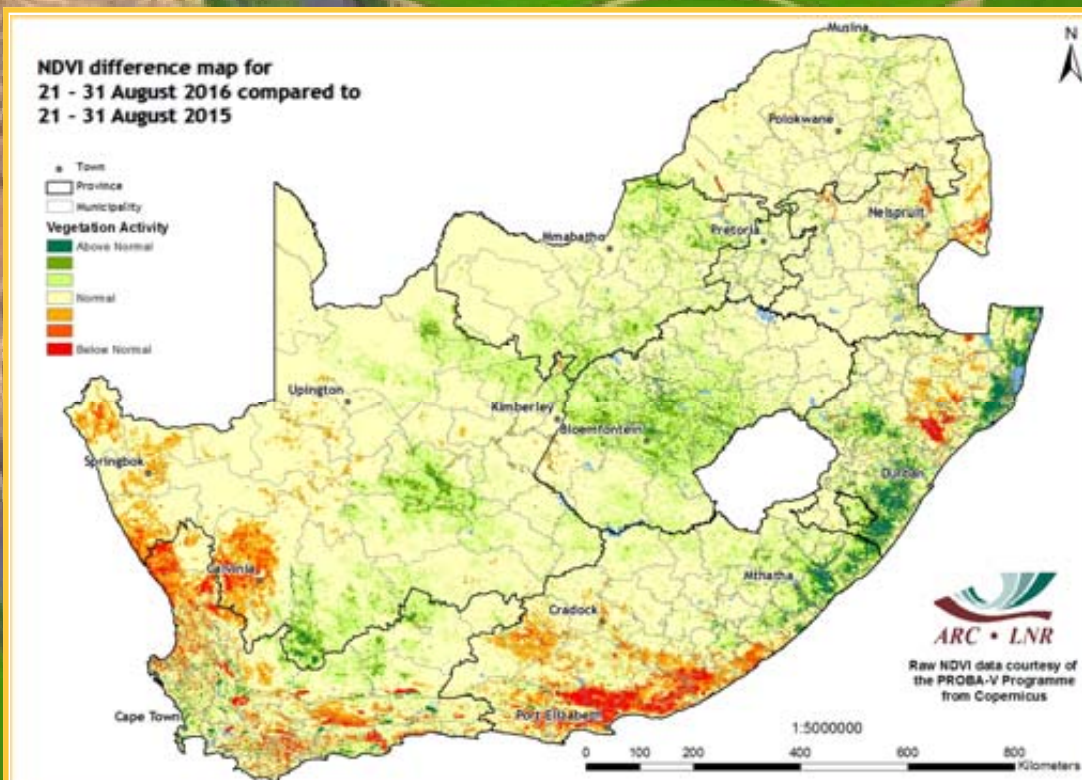 NDVI difference map for
21 - 31 August 2016 compared to
21 - 31 August 2015
N
Town
Province
Municipality
Vegetation Activity
Above Normal
Normal
Below Normal
Musina
Polokwane
Nelspruit
Pretoria
Mmabatho
Upington
Kimberley
Bloemfontein
Springbok
Durban
Calvinia
Mthatha
Cradock
Cape Town
Port Elizabeth
ARC • LNR
Raw NDVI data courtesy of
the PROBA-V Programme
from Copernicus
1:5000000
0 100 200 400 600 800
Kilometers